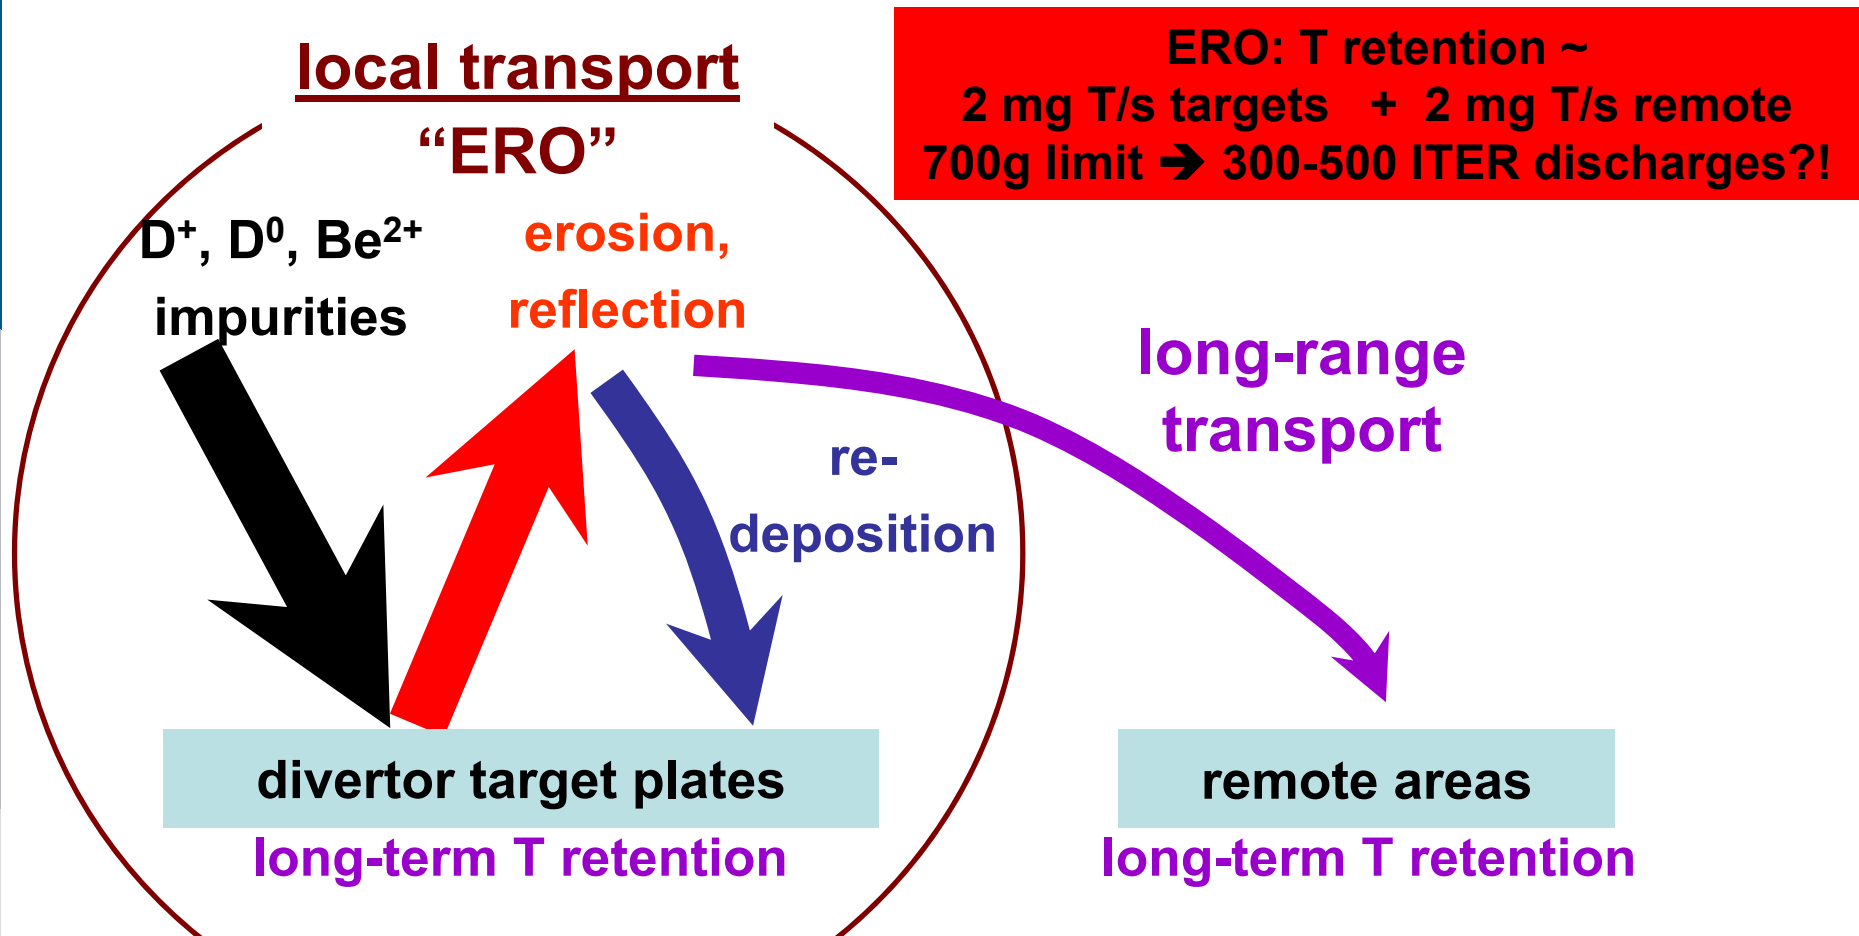 local transport
“ERO”
ERO: T retention ~
2 mg T/s targets + 2 mg T/s remote
700g limit ➔ 300-500 ITER discharges?!
D⁺, D⁰, Be²⁺
impurities
erosion,
reflection
re-
deposition
long-range
transport
divertor target plates
long-term T retention
remote areas
long-term T retention